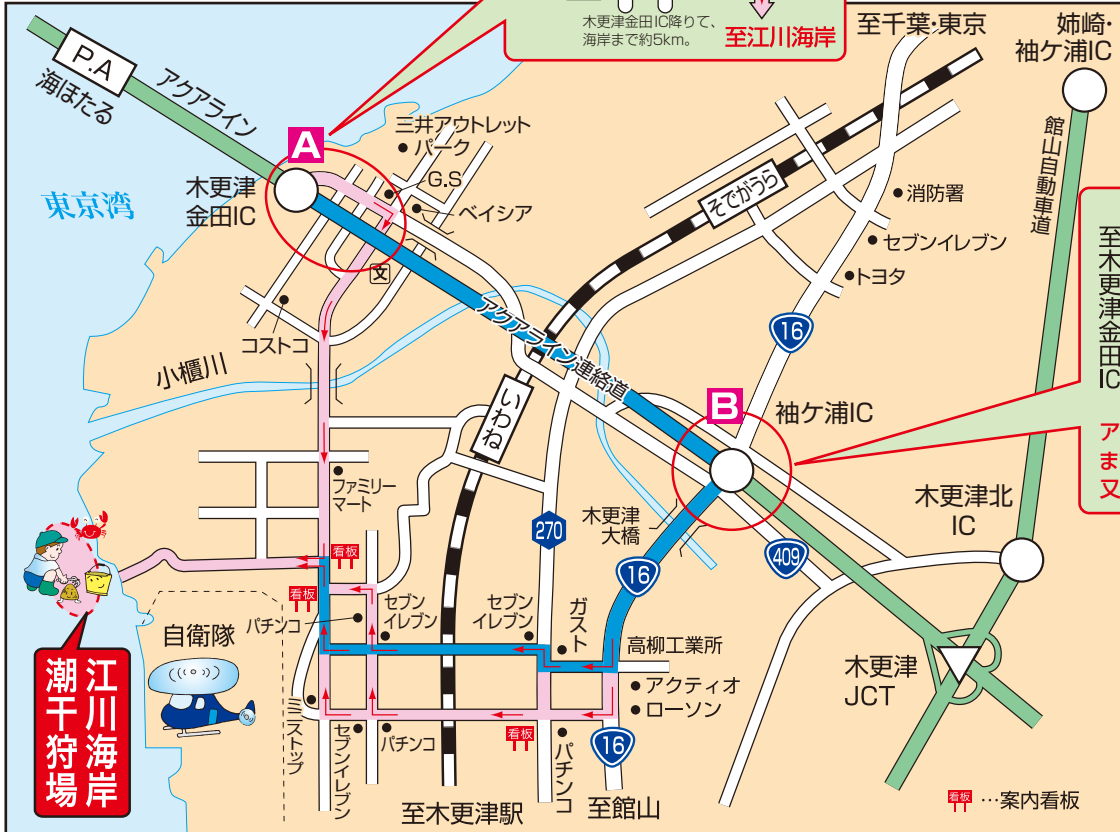 木更津金田IC降りて、
海岸まで約5km。
至江川海岸
至千葉・東京
姉崎・
袖ケ浦IC
P.A
海ほたる
アクアライン
A
三井アウトレット
パーク
G.S
ベイシア
木更津
金田IC
東京湾
文
コストコ
小櫃川
そでがうら
消防署
セブンイレブン
トヨタ
館山自動車道
16
アクアライン連絡道
いわね
B
袖ケ浦IC
至木更津金田IC
ア
ま
又
ファミリー
マート
270
木更津
大橋
16
409
木更津北
IC
看板
看板
パチンコ
セブン
イレブン
セブン
イレブン
ガスト
高柳工業所
アクティオ
ローソン
木更津
JCT
自衛隊
江川海岸
潮干狩場
ミニストップ
セブンイレブン
パチンコ
看板
パチンコ
16
至木更津駅
至館山
看板 …案内看板